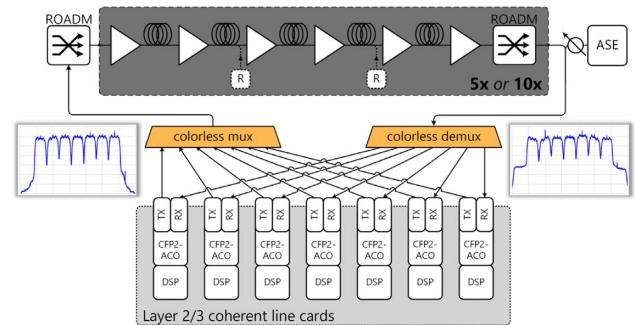 ROADM
ROADM
ASE
R
R
5x or 10x
colorless mux
colorless demux
TX RX TX RX TX RX TX RX TX RX TX RX TX RX
CFP2-ACO CFP2-ACO CFP2-ACO CFP2-ACO CFP2-ACO CFP2-ACO CFP2-ACO
DSP DSP DSP DSP DSP DSP DSP
Layer 2/3 coherent line cards